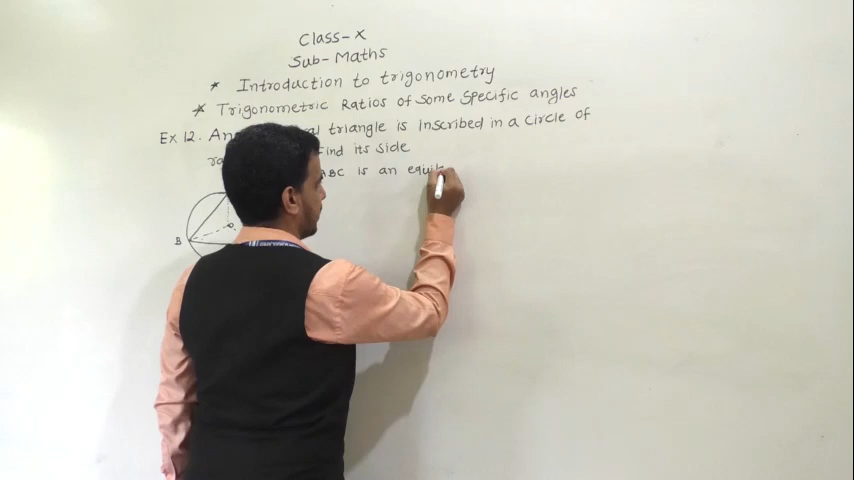 Class-X
Sub-Maths
* Introduction to trigonometry
* Trigonometric Ratios of some specific angles
Ex 12. An triangle is Inscribed in a circle of
find its side
ABC is an equil
B
O